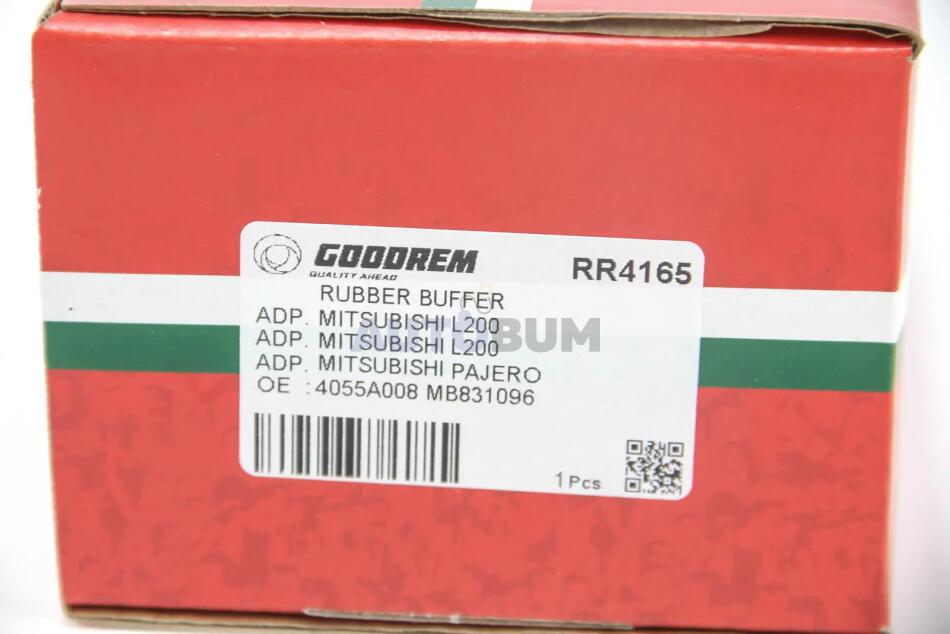 GOODREM
QUALITY AHEAD
RR4165
RUBBER BUFFER
ADP. MITSUBISHI L200
ADP. MITSUBISHI L200
ADP. MITSUBISHI PAJERO
OE : 4055A008 MB831096
1 Pcs
AUTOBUM